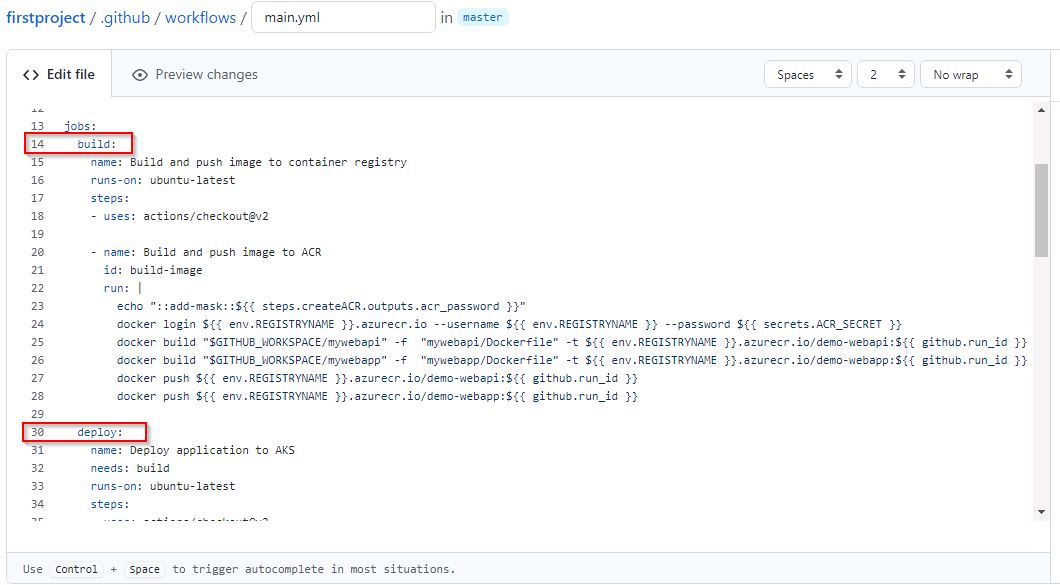 firstproject / .github / workflows / main.yml in master
Edit file Preview changes Spaces 2 No wrap
12
13 jobs:
14 build:
15 name: Build and push image to container registry
16 runs-on: ubuntu-latest
17 steps:
18 - uses: actions/checkout@v2
19
20 - name: Build and push image to ACR
21 id: build-image
22 run: |
23 echo "::add-mask::${{ steps.createACR.outputs.acr_password }}"
24 docker login ${{ env.REGISTRYNAME }}.azurecr.io --username ${{ env.REGISTRYNAME }} --password ${{ secrets.ACR_SECRET }}
25 docker build "$GITHUB_WORKSPACE/mywebapi" -f "mywebapi/Dockerfile" -t ${{ env.REGISTRYNAME }}.azurecr.io/demo-webapi:${{ github.run_id }}
26 docker build "$GITHUB_WORKSPACE/mywebapp" -f "mywebapp/Dockerfile" -t ${{ env.REGISTRYNAME }}.azurecr.io/demo-webapp:${{ github.run_id }}
27 docker push ${{ env.REGISTRYNAME }}.azurecr.io/demo-webapi:${{ github.run_id }}
28 docker push ${{ env.REGISTRYNAME }}.azurecr.io/demo-webapp:${{ github.run_id }}
29
30 deploy:
31 name: Deploy application to AKS
32 needs: build
33 runs-on: ubuntu-latest
34 steps:
35 - uses: actions/checkout@v2
Use Control + Space to trigger autocomplete in most situations.